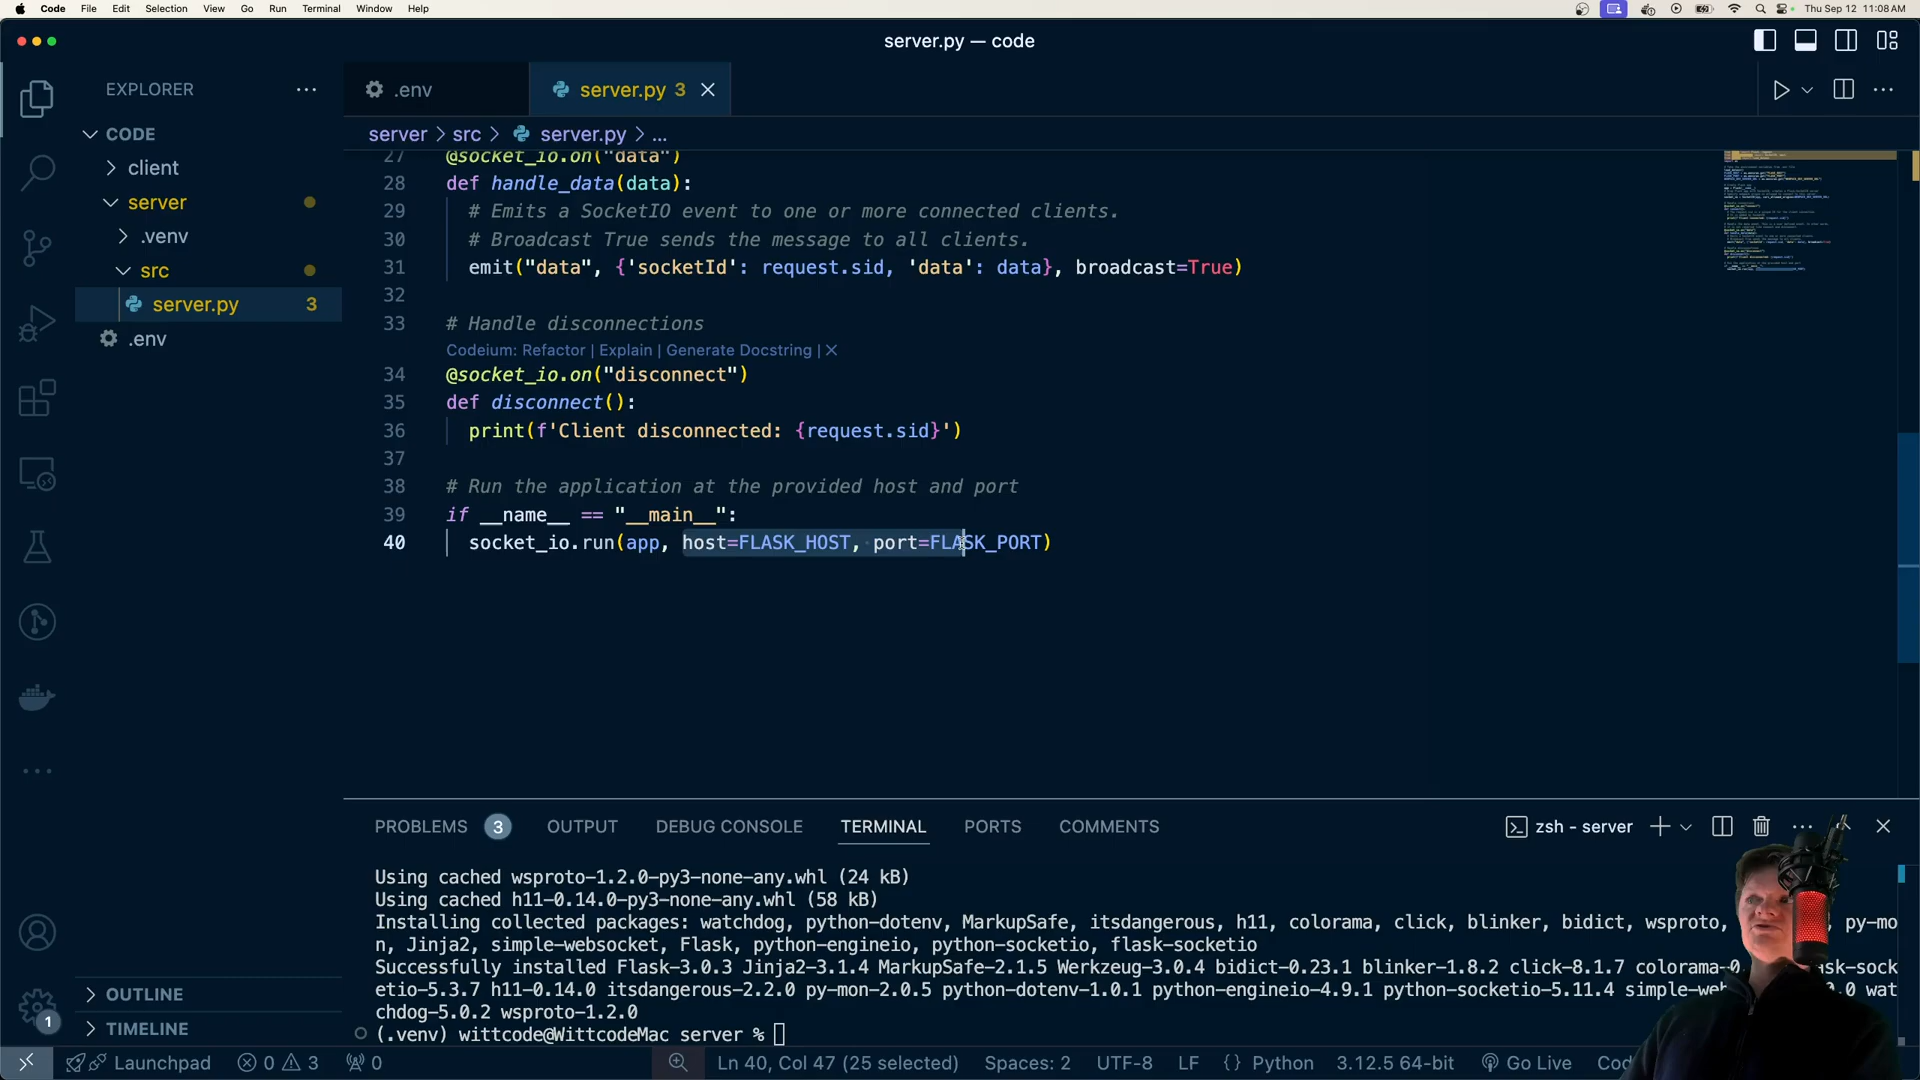 Code File Edit Selection View Go Run Terminal Window Help Thu Sep 12 11:08 AM
server.py — code
EXPLORER
.env
server.py 3
CODE
client
server
.venv
src
server.py 3
.env
OUTLINE
TIMELINE
server > src > server.py > ...
27 @socket_io.on("data")
28 def handle_data(data):
29 # Emits a SocketIO event to one or more connected clients.
30 # Broadcast True sends the message to all clients.
31 emit("data", {'socketId': request.sid, 'data': data}, broadcast=True)
32
33 # Handle disconnections
Codeium: Refactor | Explain | Generate Docstring | ×
34 @socket_io.on("disconnect")
35 def disconnect():
36 print(f'Client disconnected: {request.sid}')
37
38 # Run the application at the provided host and port
39 if __name__ == "__main__":
40 socket_io.run(app, host=FLASK_HOST, port=FLASK_PORT)
PROBLEMS 3 OUTPUT DEBUG CONSOLE TERMINAL PORTS COMMENTS zsh - server
Using cached wsproto-1.2.0-py3-none-any.whl (24 kB)
Using cached h11-0.14.0-py3-none-any.whl (58 kB)
Installing collected packages: watchdog, python-dotenv, MarkupSafe, itsdangerous, h11, colorama, click, blinker, bidict, wsproto, , py-mo
n, Jinja2, simple-websocket, Flask, python-engineio, python-socketio, flask-socketio
Successfully installed Flask-3.0.3 Jinja2-3.1.4 MarkupSafe-2.1.5 Werkzeug-3.0.4 bidict-0.23.1 blinker-1.8.2 click-8.1.7 colorama-0. ask-sock
etio-5.3.7 h11-0.14.0 itsdangerous-2.2.0 py-mon-2.0.5 python-dotenv-1.0.1 python-engineio-4.9.1 python-socketio-5.11.4 simple-we .0 wat
chdog-5.0.2 wsproto-1.2.0
(.venv) wittcode@WittcodeMac server %
1
Launchpad 0 3 0 Ln 40, Col 47 (25 selected) Spaces: 2 UTF-8 LF {} Python 3.12.5 64-bit Go Live Cod